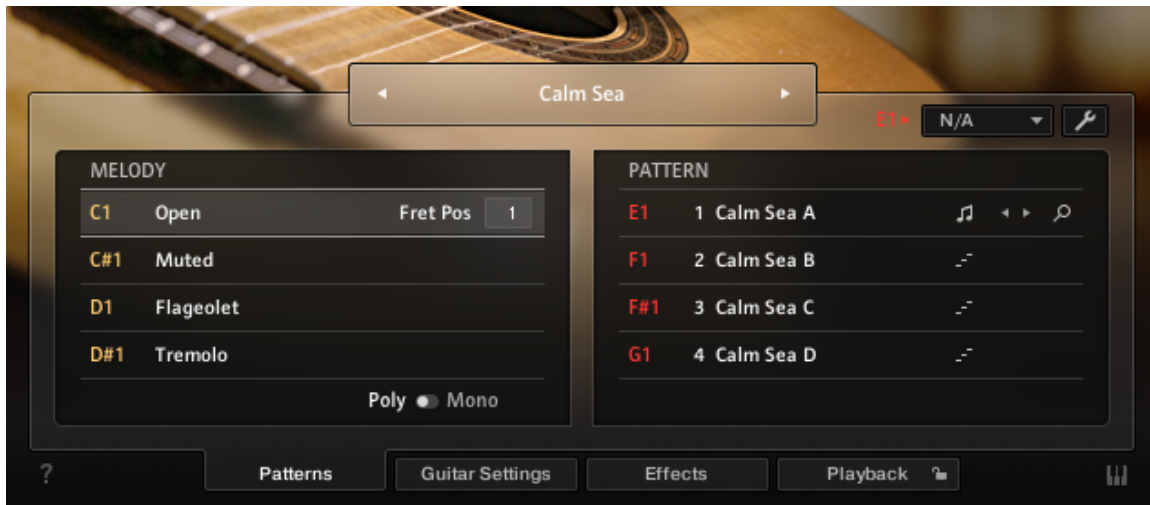 Calm Sea
E1+ N/A
MELODY
C1 Open Fret Pos 1
C#1 Muted
D1 Flageolet
D#1 Tremolo
Poly Mono
PATTERN
E1 1 Calm Sea A
F1 2 Calm Sea B
F#1 3 Calm Sea C
G1 4 Calm Sea D
? Patterns Guitar Settings Effects Playback